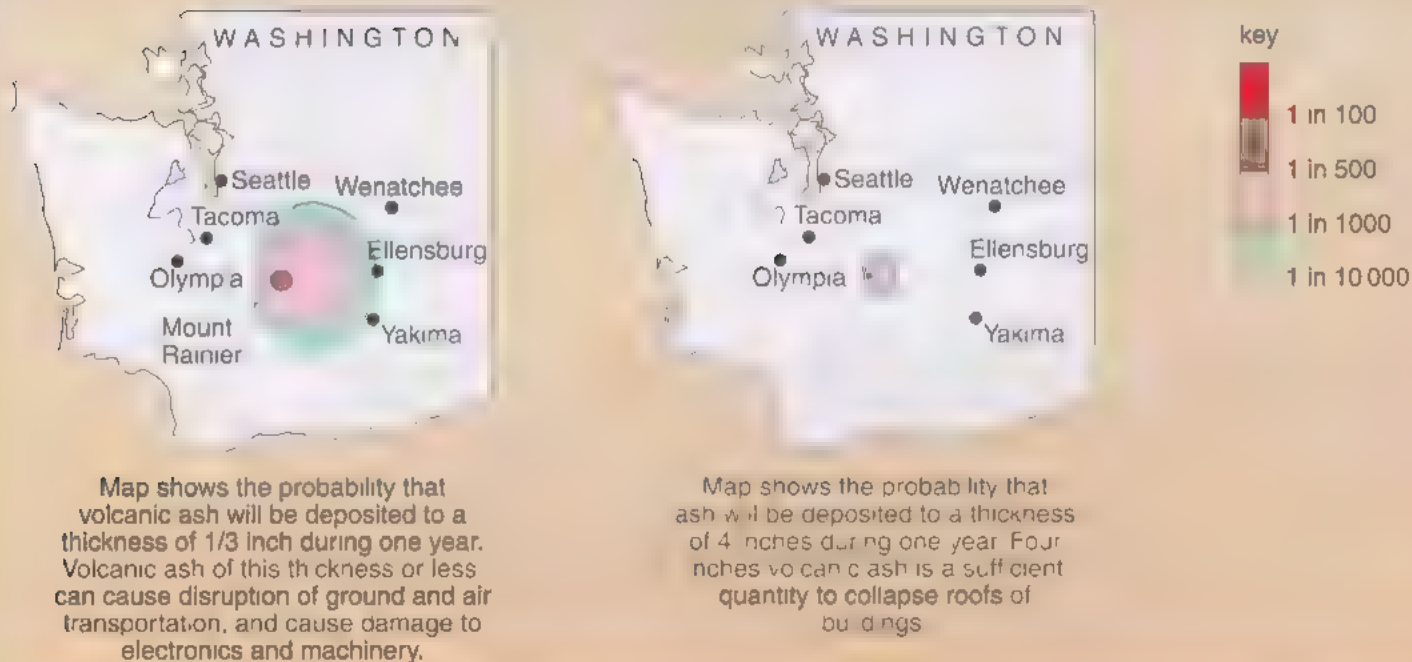 WASHINGTON
Seattle
Wenatchee
Tacoma
Ellensburg
Olympia
Mount
Rainier
Yakima
Map shows the probability that
volcanic ash will be deposited to a
thickness of 1/3 inch during one year.
Volcanic ash of this thickness or less
can cause disruption of ground and air
transportation, and cause damage to
electronics and machinery.
WASHINGTON
Seattle
Wenatchee
Tacoma
Ellensburg
Olympia
Yakima
Map shows the probability that
ash will be deposited to a thickness
of 4 inches during one year. Four
inches volcanic ash is a sufficient
quantity to collapse roofs of
buildings
key
1 in 100
1 in 500
1 in 1000
1 in 10 000